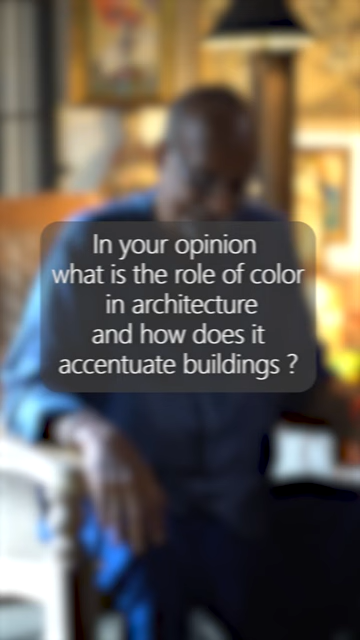 In your opinion
what is the role of color
in architecture
and how does it
accentuate buildings ?